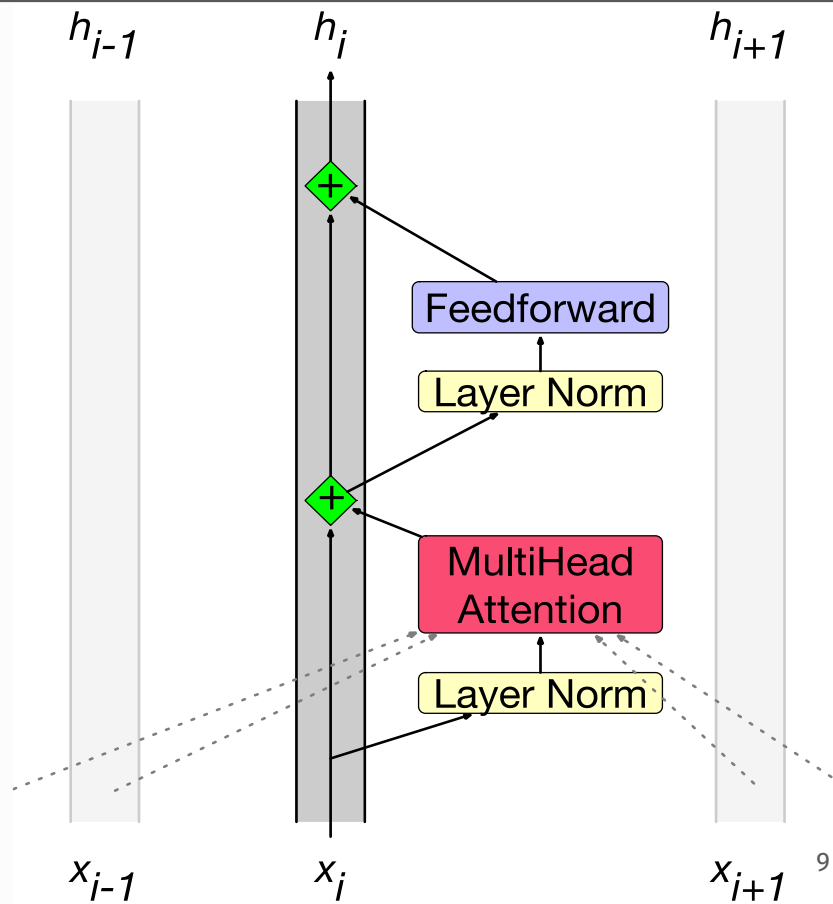 h_{i-1} h_i h_{i+1}
+
Feedforward
Layer Norm
+
MultiHead
Attention
Layer Norm
x_{i-1} x_i x_{i+1}
9